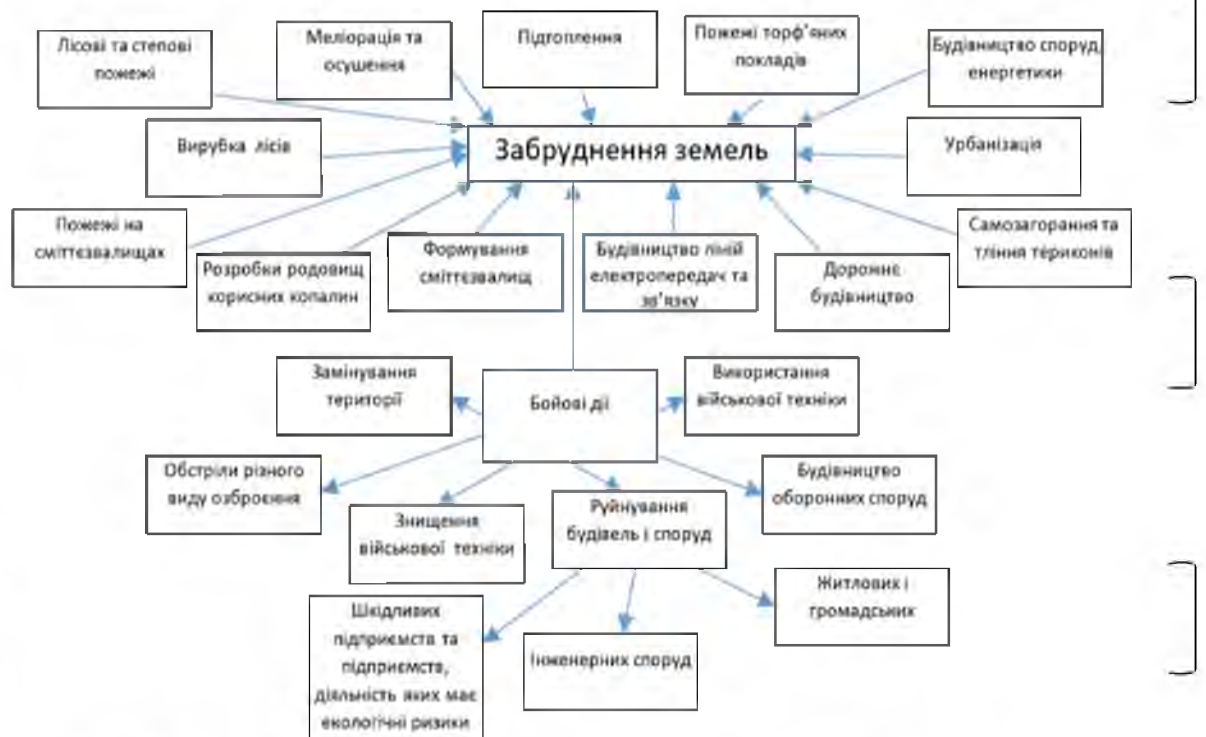 Лісові та степові
пожежі
Меліорація та
осушення
Підтоплення
Пожежі торф'яних
покладів
Будівництво споруд
енергетики
Вирубка лісів
Забруднення земель
Урбанізація
Пожежі на
сміттєзвалищах
Розробки родовищ
корисних копалин
Формування
сміттєзвалищ
Будівництво ліній
електропередач та
зв'язку
Дорожнє
будівництво
Самозагорання та
тління териконів
Замінування
території
Бойові дії
Використання
військової техніки
Обстріли різного
виду озброєння
Знищення
військової техніки
Руйнування
будівель і споруд
Будівництво
оборонних споруд
Шкідливих
підприємств та
підприємств,
діяльність яких має
екологічні ризики
Інженерних споруд
Житлових і
громадських